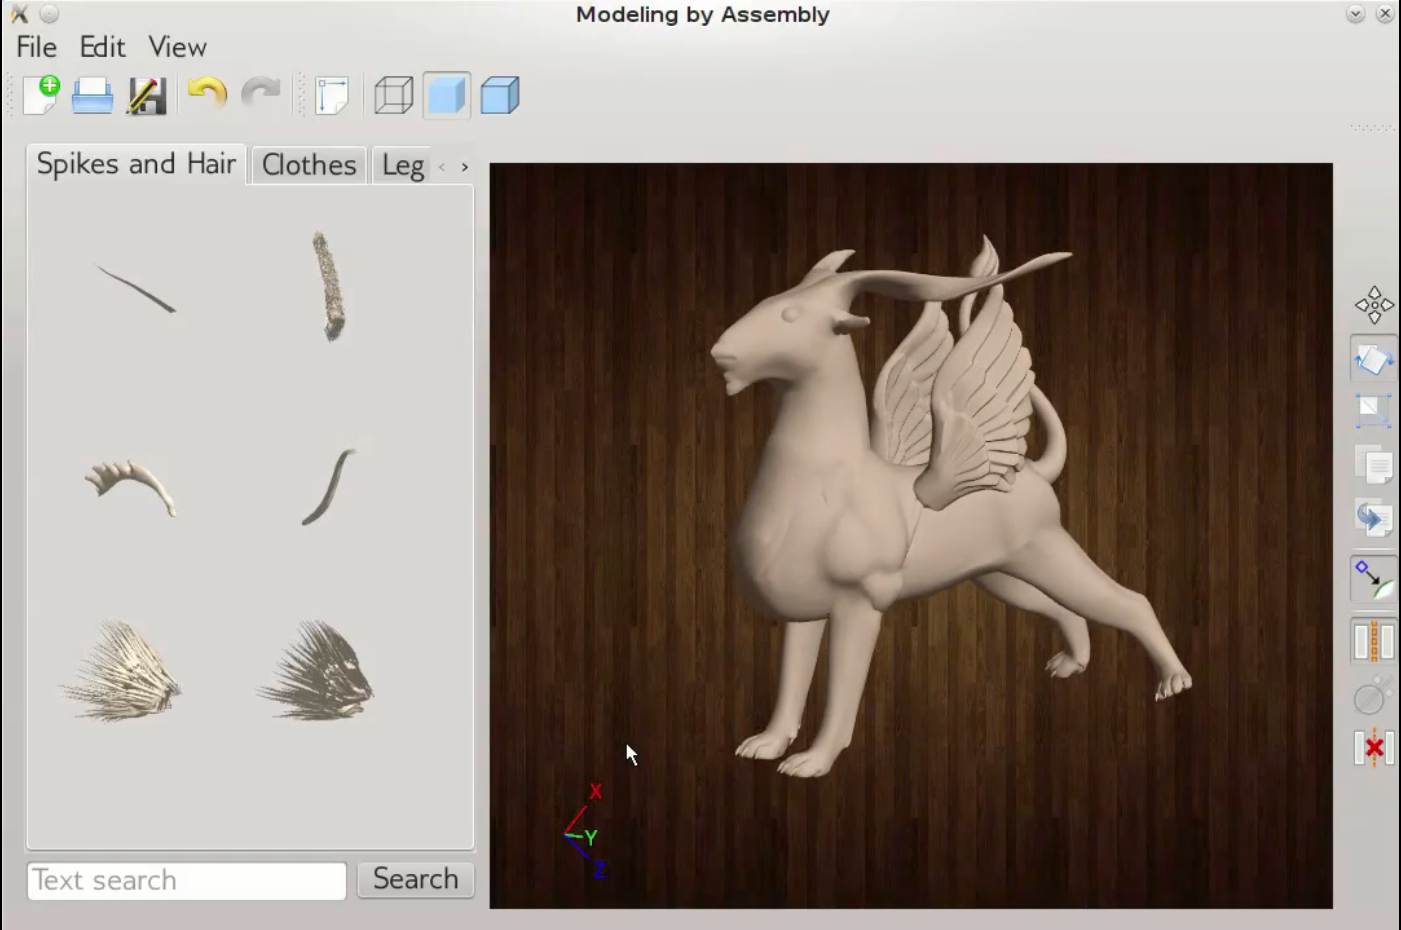 Modeling by Assembly
File Edit View
Spikes and Hair Clothes Leg
X
Y
Z
Text search Search